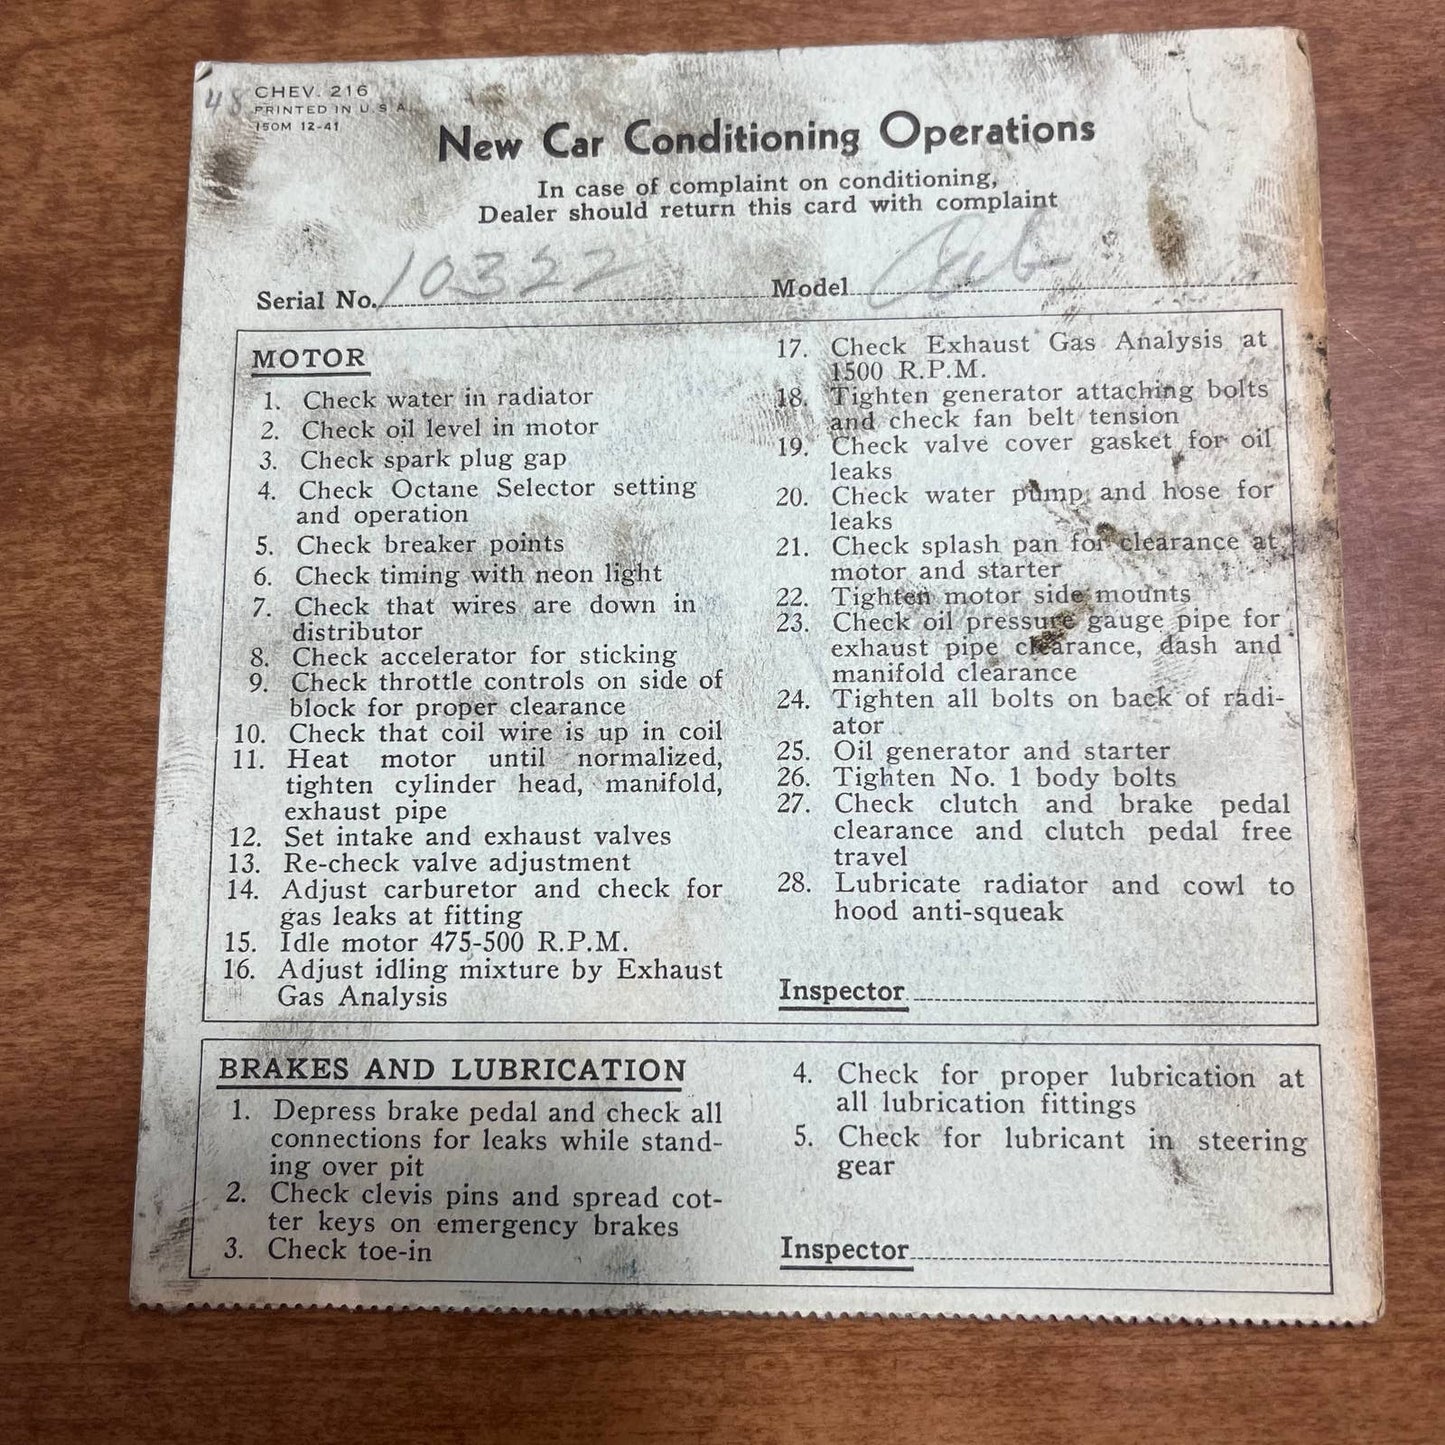 48
CHEV. 216
PRINTED IN U.S.A.
150M 12-41
New Car Conditioning Operations
In case of complaint on conditioning,
Dealer should return this card with complaint
Serial No. 10322 Model Cab
MOTOR
1. Check water in radiator
2. Check oil level in motor
3. Check spark plug gap
4. Check Octane Selector setting
and operation
5. Check breaker points
6. Check timing with neon light
7. Check that wires are down in
distributor
8. Check accelerator for sticking
9. Check throttle controls on side of
block for proper clearance
10. Check that coil wire is up in coil
11. Heat motor until normalized,
tighten cylinder head, manifold,
exhaust pipe
12. Set intake and exhaust valves
13. Re-check valve adjustment
14. Adjust carburetor and check for
gas leaks at fitting
15. Idle motor 475-500 R.P.M.
16. Adjust idling mixture by Exhaust
Gas Analysis
17. Check Exhaust Gas Analysis at
1500 R.P.M.
18. Tighten generator attaching bolts
and check fan belt tension
19. Check valve cover gasket for oil
leaks
20. Check water pump and hose for
leaks
21. Check splash pan for clearance at
motor and starter
22. Tighten motor side mounts
23. Check oil pressure gauge pipe for
exhaust pipe clearance, dash and
manifold clearance
24. Tighten all bolts on back of radi-
ator
25. Oil generator and starter
26. Tighten No. 1 body bolts
27. Check clutch and brake pedal
clearance and clutch pedal free
travel
28. Lubricate radiator and cowl to
hood anti-squeak
Inspector
BRAKES AND LUBRICATION
1. Depress brake pedal and check all
connections for leaks while stand-
ing over pit
2. Check clevis pins and spread cot-
ter keys on emergency brakes
3. Check toe-in
4. Check for proper lubrication at
all lubrication fittings
5. Check for lubricant in steering
gear
Inspector